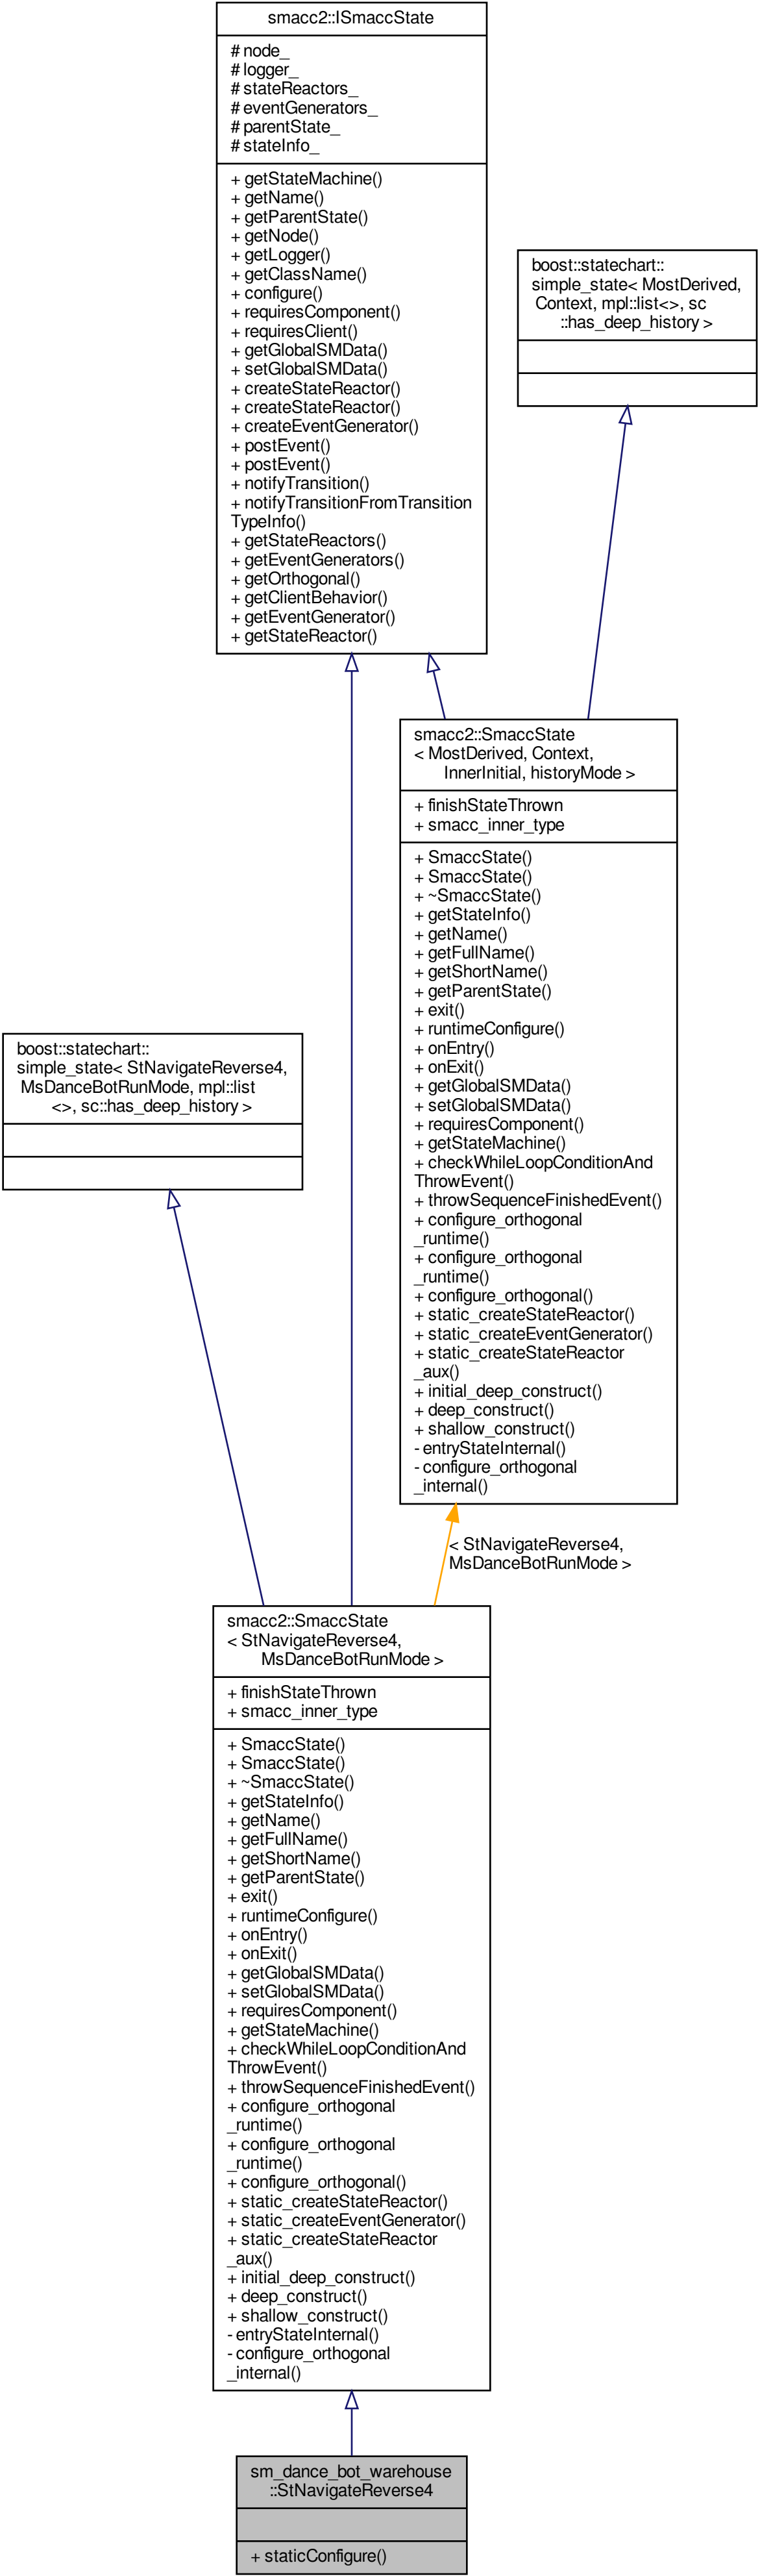 smacc2::ISmaccState
# node_
# logger_
# stateReactors_
# eventGenerators_
# parentState_
# stateInfo_
+ getStateMachine()
+ getName()
+ getParentState()
+ getNode()
+ getLogger()
+ getClassName()
+ configure()
+ requiresComponent()
+ requiresClient()
+ getGlobalSMData()
+ setGlobalSMData()
+ createStateReactor()
+ createStateReactor()
+ createEventGenerator()
+ postEvent()
+ postEvent()
+ notifyTransition()
+ notifyTransitionFromTransition
TypeInfo()
+ getStateReactors()
+ getEventGenerators()
+ getOrthogonal()
+ getClientBehavior()
+ getEventGenerator()
+ getStateReactor()
boost::statechart::
simple_state< MostDerived,
Context, mpl::list<>, sc
::has_deep_history >
smacc2::SmaccState
< MostDerived, Context,
InnerInitial, historyMode >
+ finishStateThrown
+ smacc_inner_type
+ SmaccState()
+ SmaccState()
+ ~SmaccState()
+ getStateInfo()
+ getName()
+ getFullName()
+ getShortName()
+ getParentState()
+ exit()
+ runtimeConfigure()
+ onEntry()
+ onExit()
+ getGlobalSMData()
+ setGlobalSMData()
+ requiresComponent()
+ getStateMachine()
+ checkWhileLoopConditionAnd
ThrowEvent()
+ throwSequenceFinishedEvent()
+ configure_orthogonal
_runtime()
+ configure_orthogonal
_runtime()
+ configure_orthogonal()
+ static_createStateReactor()
+ static_createEventGenerator()
+ static_createStateReactor
_aux()
+ initial_deep_construct()
+ deep_construct()
+ shallow_construct()
- entryStateInternal()
- configure_orthogonal
_internal()
boost::statechart::
simple_state< StNavigateReverse4,
MsDanceBotRunMode, mpl::list
<>, sc::has_deep_history >
< StNavigateReverse4,
MsDanceBotRunMode >
smacc2::SmaccState
< StNavigateReverse4,
MsDanceBotRunMode >
+ finishStateThrown
+ smacc_inner_type
+ SmaccState()
+ SmaccState()
+ ~SmaccState()
+ getStateInfo()
+ getName()
+ getFullName()
+ getShortName()
+ getParentState()
+ exit()
+ runtimeConfigure()
+ onEntry()
+ onExit()
+ getGlobalSMData()
+ setGlobalSMData()
+ requiresComponent()
+ getStateMachine()
+ checkWhileLoopConditionAnd
ThrowEvent()
+ throwSequenceFinishedEvent()
+ configure_orthogonal
_runtime()
+ configure_orthogonal
_runtime()
+ configure_orthogonal()
+ static_createStateReactor()
+ static_createEventGenerator()
+ static_createStateReactor
_aux()
+ initial_deep_construct()
+ deep_construct()
+ shallow_construct()
- entryStateInternal()
- configure_orthogonal
_internal()
sm_dance_bot_warehouse
::StNavigateReverse4
+ staticConfigure()